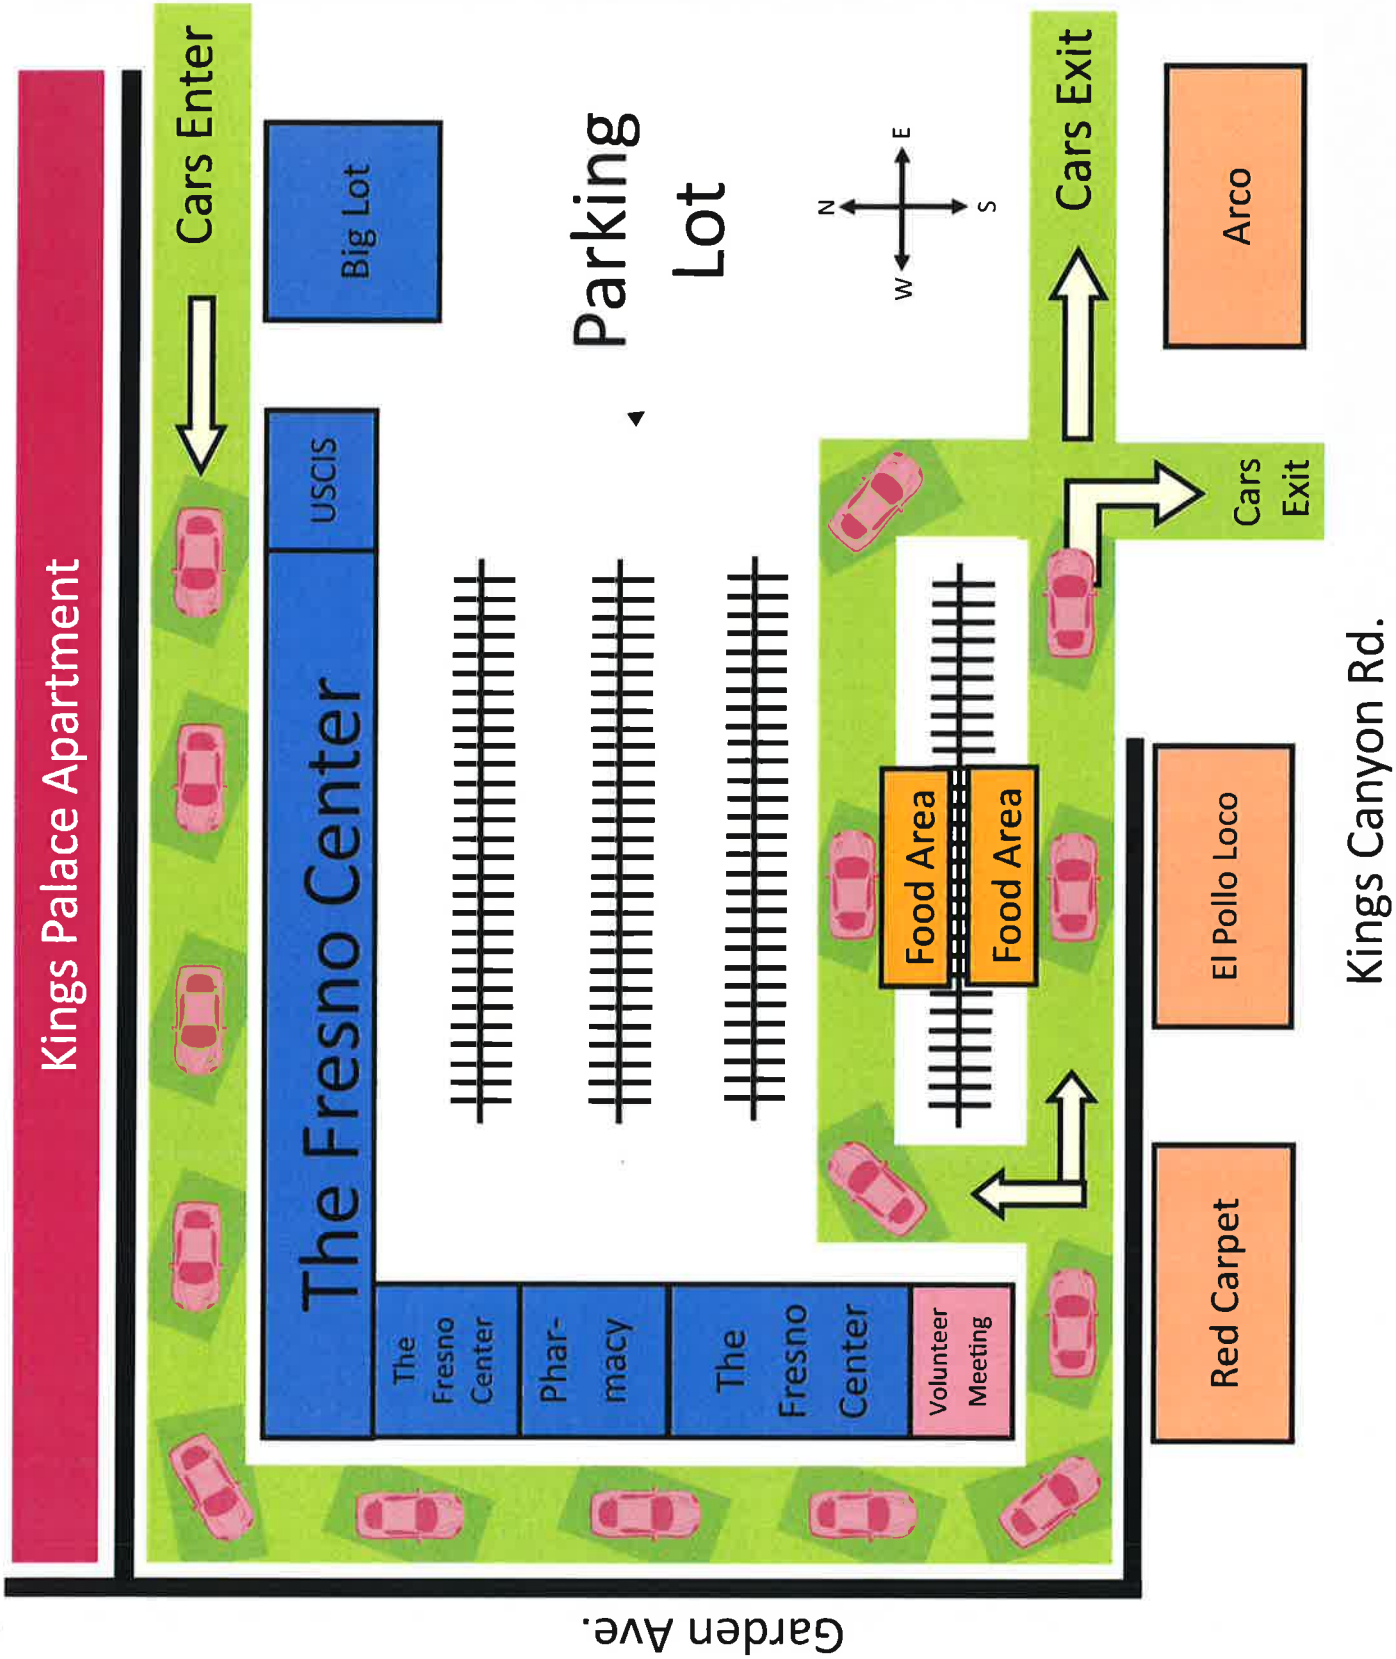 Kings Palace Apartment
Cars Enter
Big Lot
USCIS
The Fresno Center
Parking
Lot
N
W
E
S
The
Fresno
Center
Phar-
macy
The
Fresno
Center
Volunteer
Meeting
Food Area
Food Area
Cars Exit
Cars
Exit
Arco
El Pollo Loco
Red Carpet
Kings Canyon Rd.
Garden Ave.